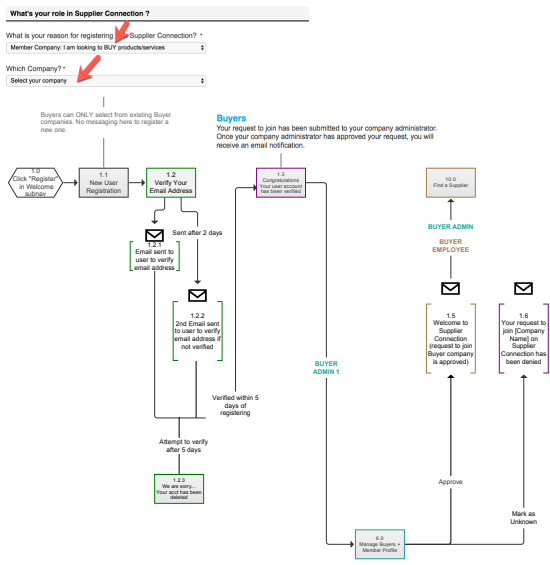 What's your role in Supplier Connection ?
What is your reason for registering Supplier Connection? *
Member Company: I am looking to BUY products/services
Which Company? *
Select your company
Buyers can ONLY select from existing Buyer
companies. No messaging here to register a
new one.
Buyers
Your request to join has been submitted to your company administrator.
Once your company administrator has approved your request, you will
receive an email notification.
1.0
Click "Register"
in Welcome
subnav
1.1
New User
Registration
1.2
Verify Your
Email Address
1.3
Congratulations
Your user account
has been verified
10.0
Find a Supplier
BUYER ADMIN
BUYER
EMPLOYEE
Sent after 2 days
1.2.1
Email sent to
user to verify
email address
1.2.2
2nd Email sent
to user to verify
email address if
not verified
1.5
Welcome to
Supplier
Connection
(request to join
Buyer company
is approved)
1.6
Your request to
join [Company
Name] on
Supplier
Connection has
been denied
BUYER
ADMIN 1
Verified within 5
days of
registering
Attempt to verify
after 5 days
1.2.3
We are sorry...
Your acct has been
deleted
Approve
Mark as
Unknown
6.0
Manage Buyers +
Member Profile